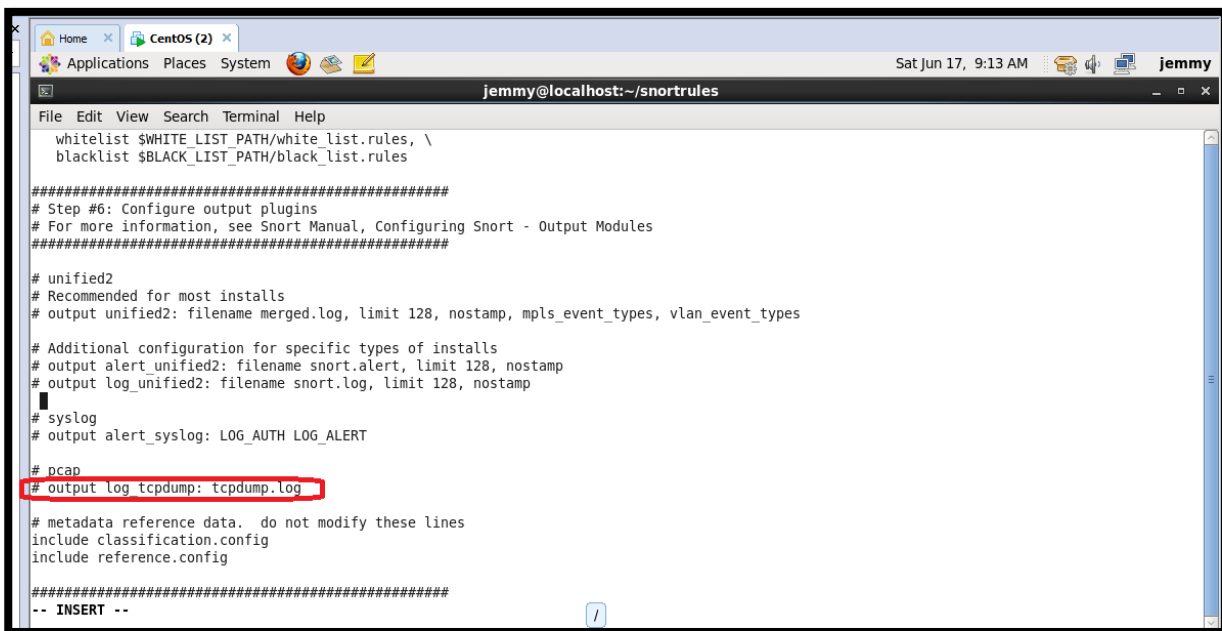 Home × CentOS (2) ×
Applications Places System Sat Jun 17, 9:13 AM jemmy
jemmy@localhost:~/snortrules
File Edit View Search Terminal Help
whitelist $WHITE_LIST_PATH/white_list.rules, \
blacklist $BLACK_LIST_PATH/black_list.rules
###################################################
# Step #6: Configure output plugins
# For more information, see Snort Manual, Configuring Snort - Output Modules
###################################################
# unified2
# Recommended for most installs
# output unified2: filename merged.log, limit 128, nostamp, mpls_event_types, vlan_event_types
# Additional configuration for specific types of installs
# output alert_unified2: filename snort.alert, limit 128, nostamp
# output log_unified2: filename snort.log, limit 128, nostamp
# syslog
# output alert_syslog: LOG_AUTH LOG_ALERT
# pcap
# output log_tcpdump: tcpdump.log
# metadata reference data.  do not modify these lines
include classification.config
include reference.config
###################################################
-- INSERT --
/